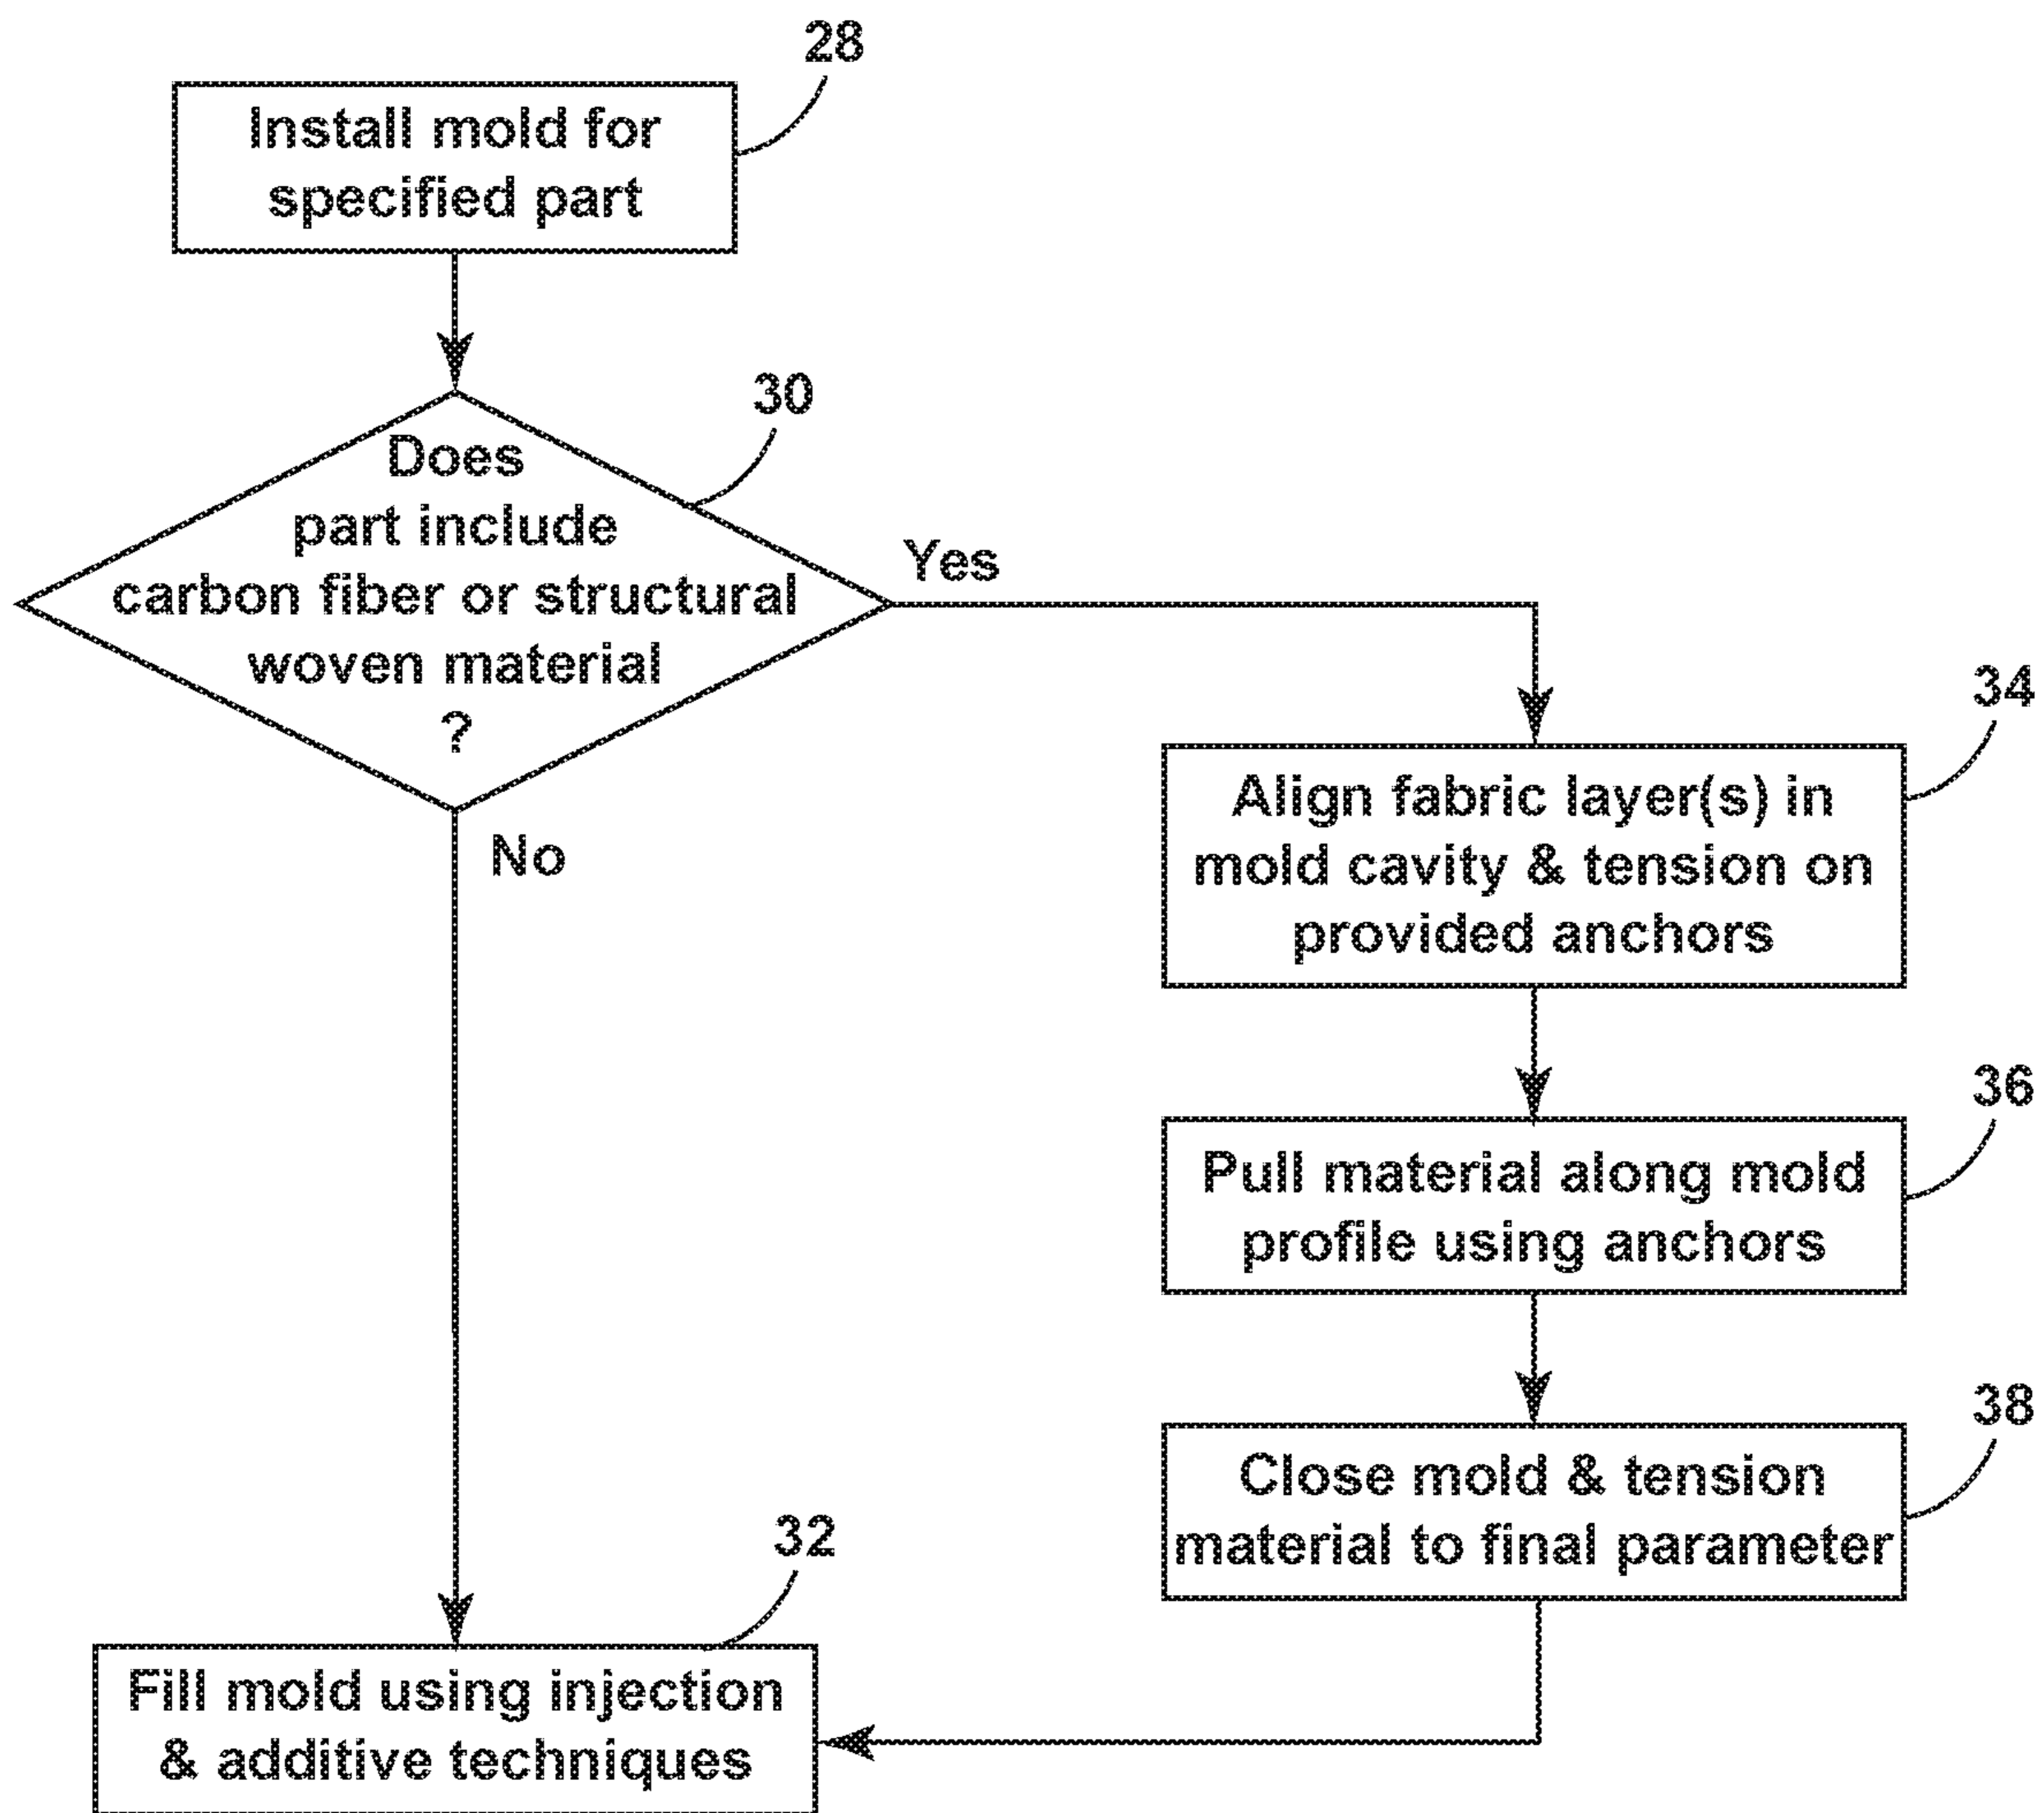 28
Install mold for
specified part
30
Does
part include
carbon fiber or structural
woven material
?
Yes
No
34
Align fabric layer(s) in
mold cavity & tension on
provided anchors
36
Pull material along mold
profile using anchors
38
Close mold & tension
material to final parameter
32
Fill mold using injection
& additive techniques